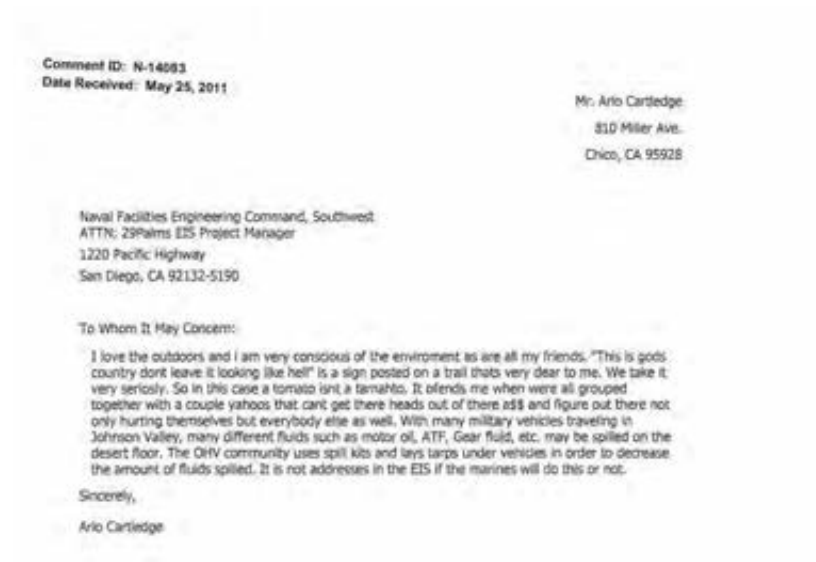 Comment ID: N-14083
Date Received: May 25, 2011
Mr. Arlo Cartledge
810 Miller Ave.
Chico, CA 95928
Naval Facilities Engineering Command, Southwest
ATTN: 29Palms EIS Project Manager
1220 Pacific Highway
San Diego, CA 92132-5190
To Whom It May Concern:
I love the outdoors and i am very conscious of the enviroment as are all my friends. "This is gods
country dont leave it looking like hell" is a sign posted on a trail thats very dear to me. We take it
very seriosly. So in this case a tomato isnt a tamahto. It ofends me when were all grouped
together with a couple yahoos that cant get there heads out of there a$$ and figure out there not
only hurting themselves but everybody else as well. With many military vehicles traveling in
Johnson Valley, many different fluids such as motor oil, ATF, Gear fluid, etc. may be spilled on the
desert floor. The OHV community uses spill kits and lays tarps under vehicles in order to decrease
the amount of fluids spilled. It is not addresses in the EIS if the marines will do this or not.
Sincerely,
Arlo Cartledge